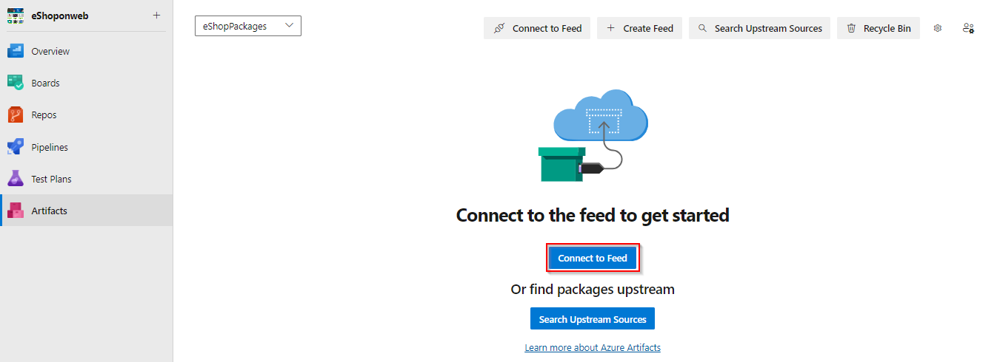 eShoponweb
Overview
Boards
Repos
Pipelines
Test Plans
Artifacts
eShopPackages
Connect to Feed
Create Feed
Search Upstream Sources
Recycle Bin
Connect to the feed to get started
Connect to Feed
Or find packages upstream
Search Upstream Sources
Learn more about Azure Artifacts